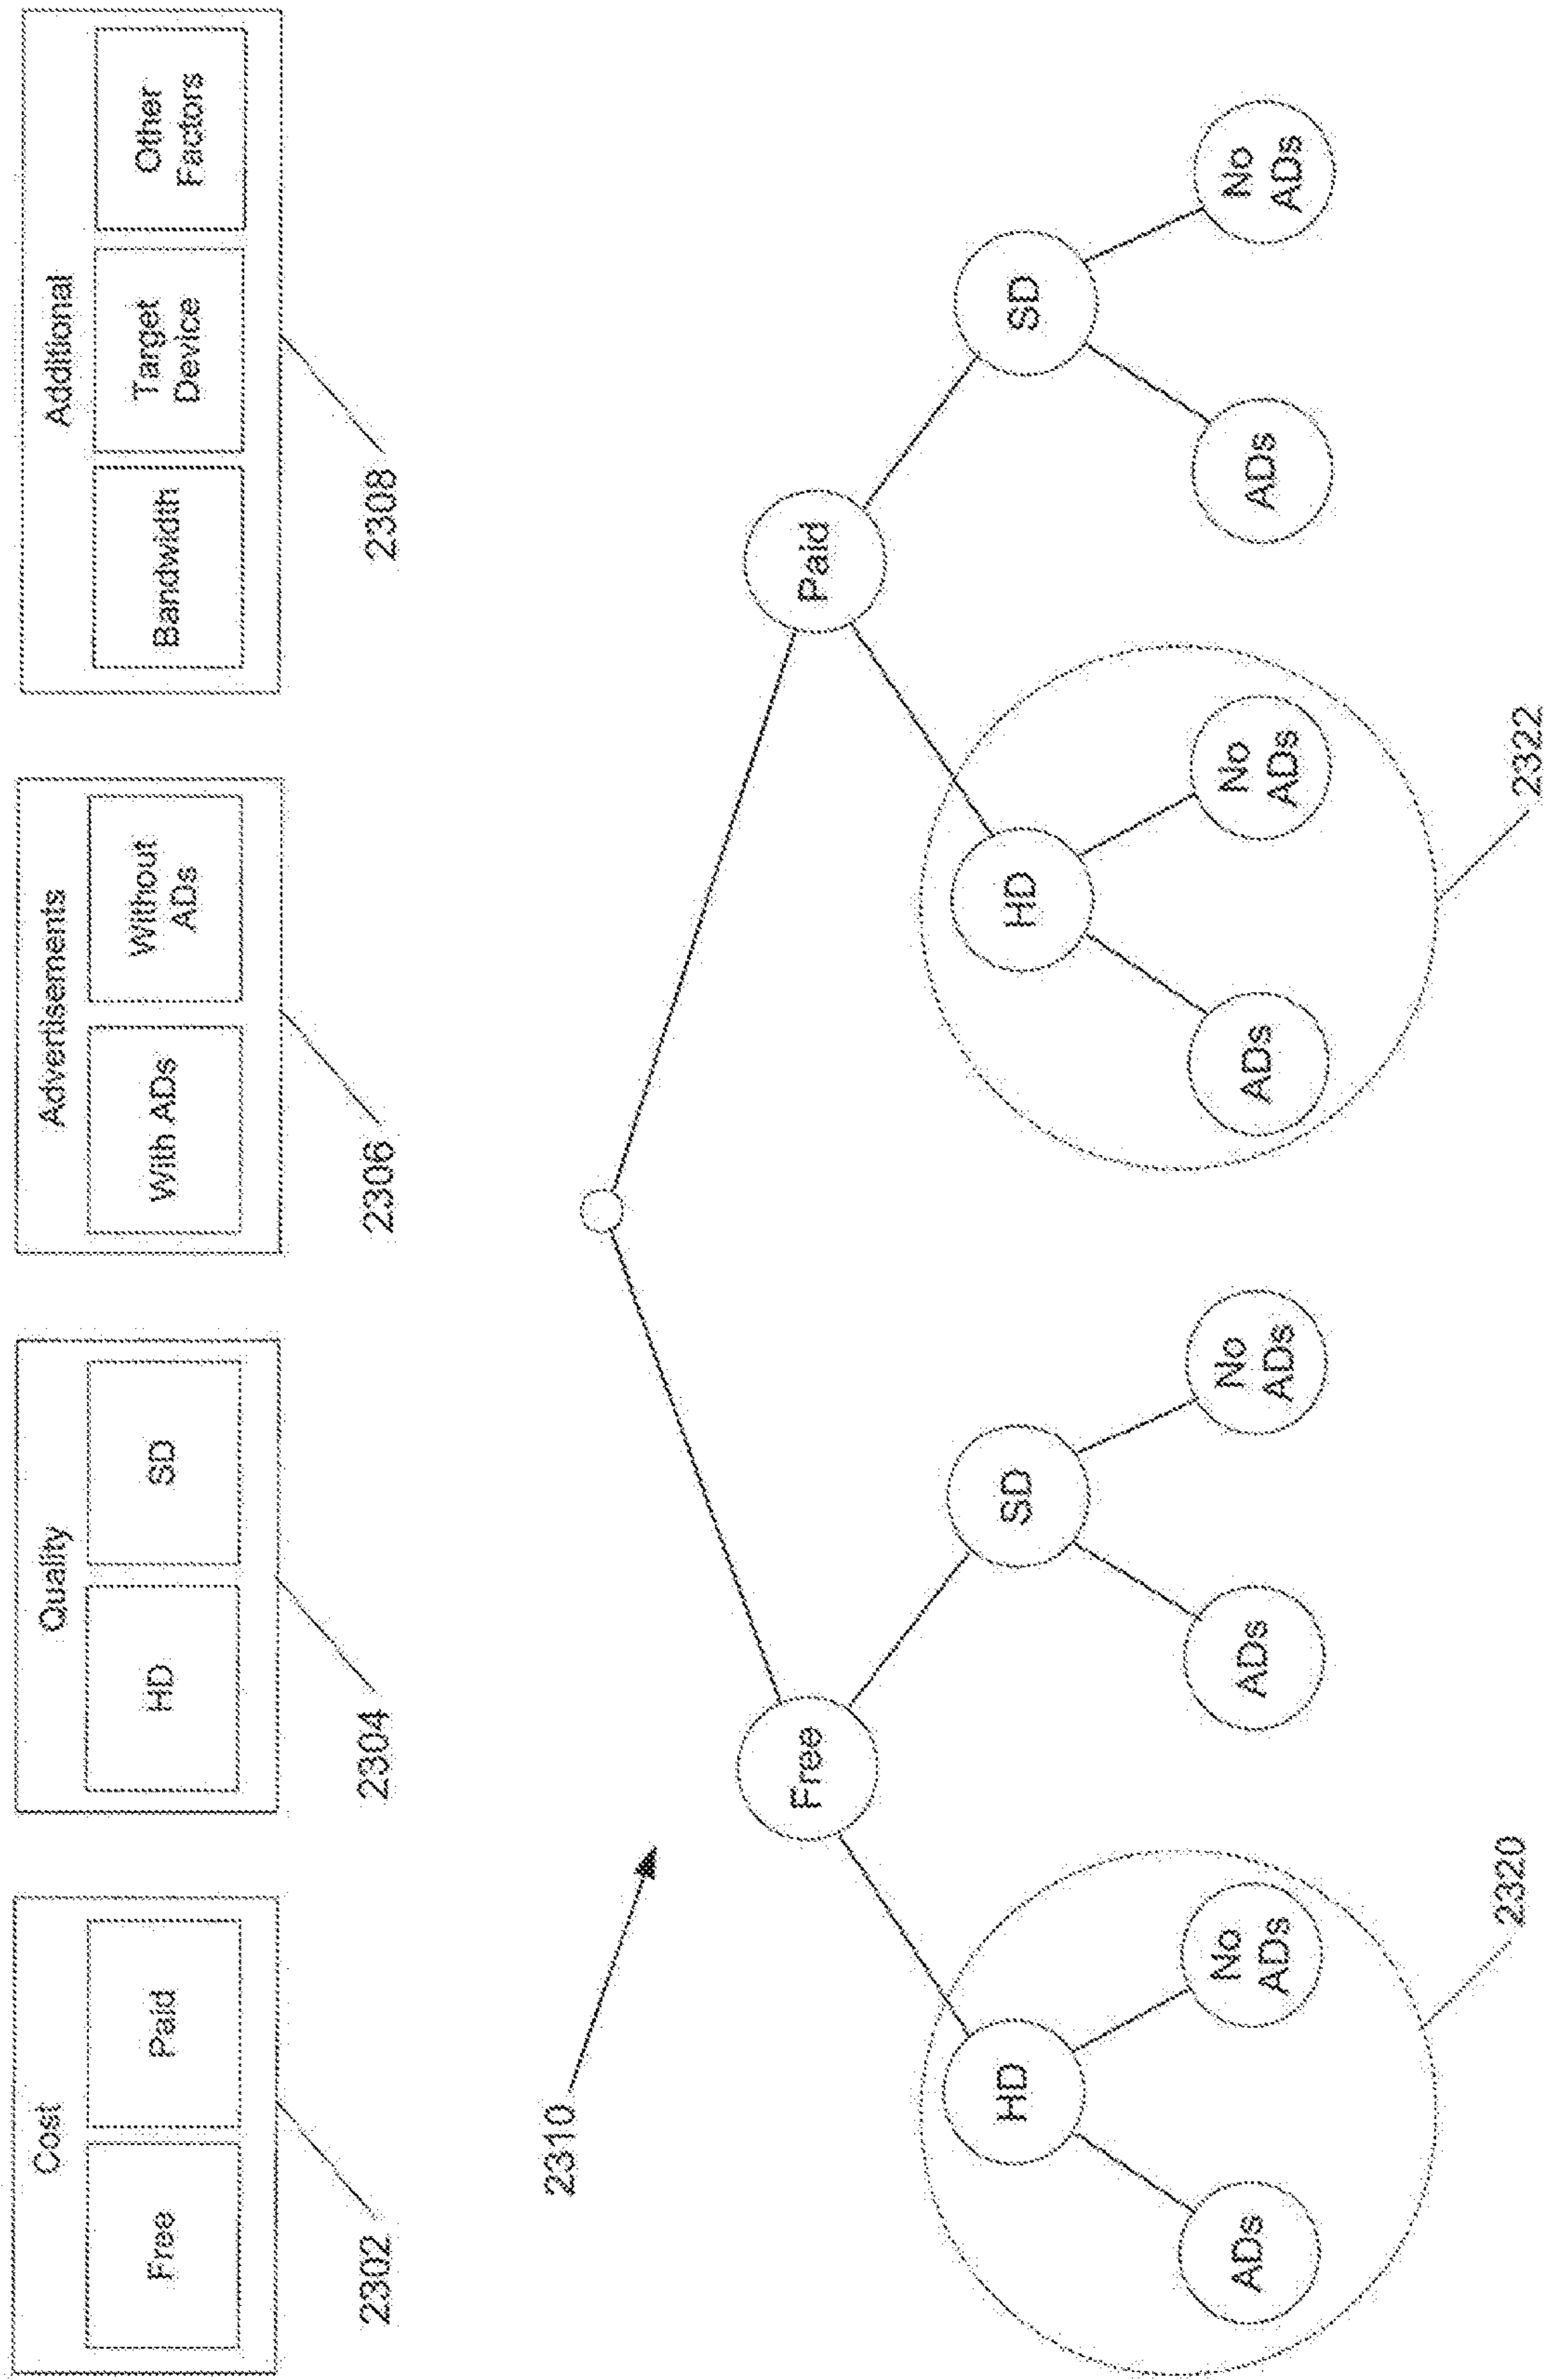 Cost
Free
Paid
2302
Quality
HD
SD
2304
Advertisements
With ADs
Without
ADs
2306
Additional
Bandwidth
Target
Device
Other
Factors
2308
2310
Free
Paid
HD
SD
HD
SD
ADs
No
ADs
ADs
No
ADs
ADs
No
ADs
ADs
No
ADs
2320
2322